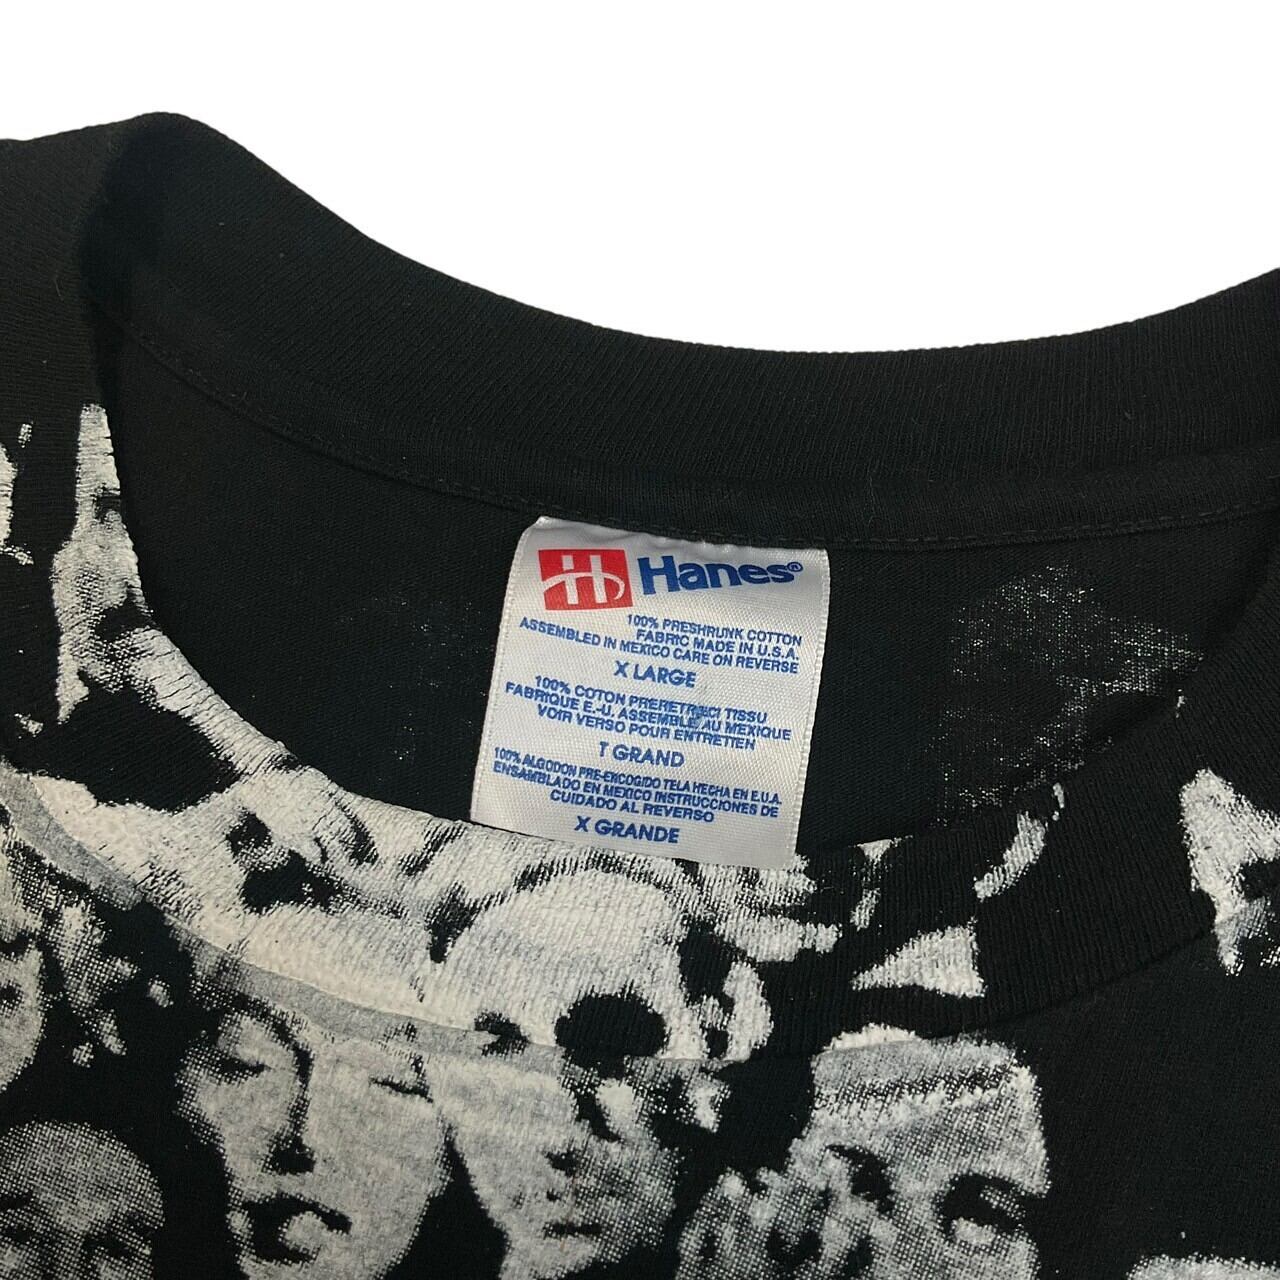 Hanes®
100% PRESHRUNK COTTON
FABRIC MADE IN U.S.A.
ASSEMBLED IN MEXICO CARE ON REVERSE
X LARGE
100% COTON PRERETRECI TISSU
FABRIQUE E.-U. ASSEMBLE AU MEXIQUE
VOIR VERSO POUR ENTRETIEN
T GRAND
100% ALGODON PRE-ENCOGIDO TELA HECHA EN E.U.A.
ENSAMBLADO EN MEXICO INSTRUCCIONES DE
CUIDADO AL REVERSO
X GRANDE